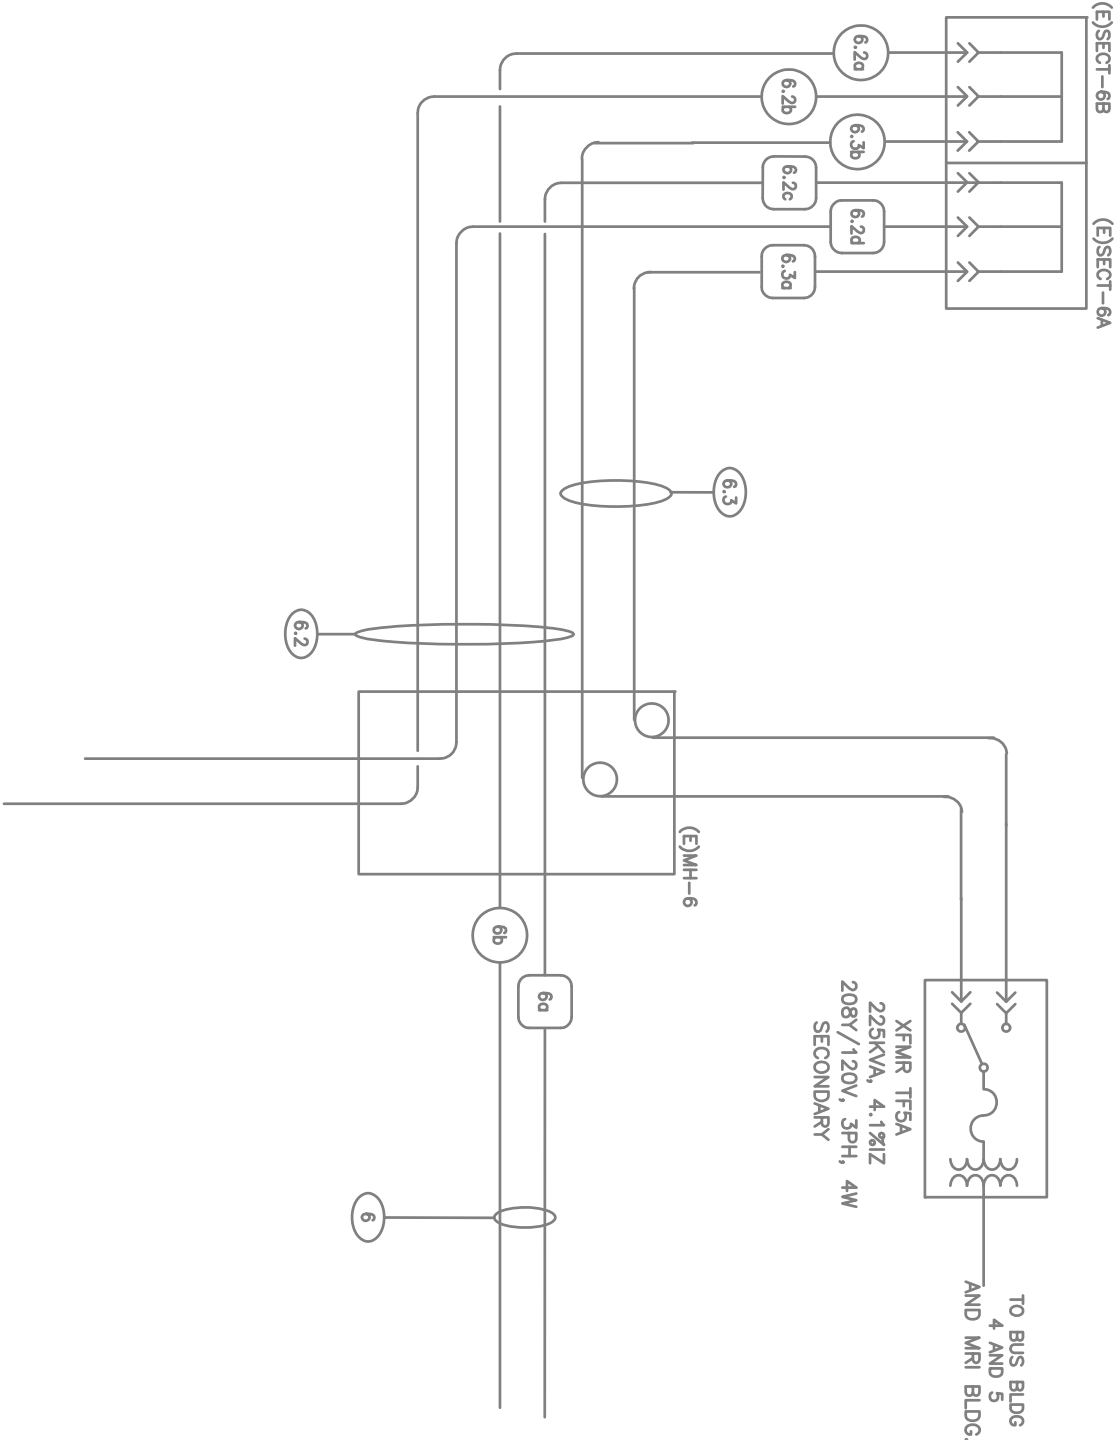 (E)SECT-6B
(E)SECT-6A
6.2a
6.2b
6.3b
6.2c
6.2d
6.3a
6.3
6.2
(E)MH-6
6b
6a
6
XFMR TF5A
225KVA, 4.1%IZ
208Y/120V, 3PH, 4W
SECONDARY
TO BUS BLDG
4 AND 5
AND MRI BLDG.